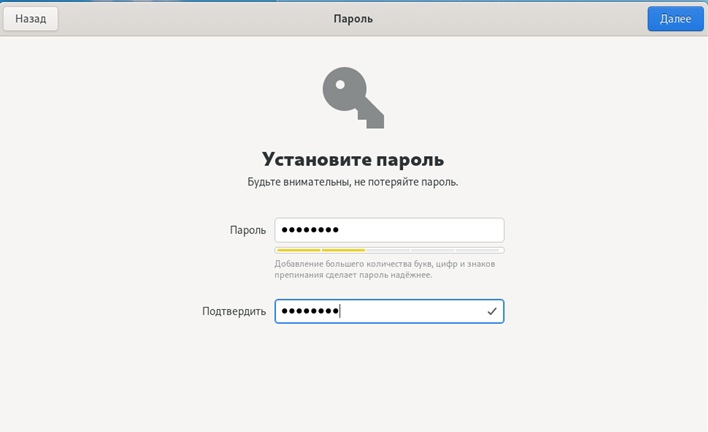 Назад Пароль Далее
Установите пароль
Будьте внимательны, не потеряйте пароль.
Пароль ●●●●●●●●
Добавление большего количества букв, цифр и знаков
препинания сделает пароль надёжнее.
Подтвердить ●●●●●●●●